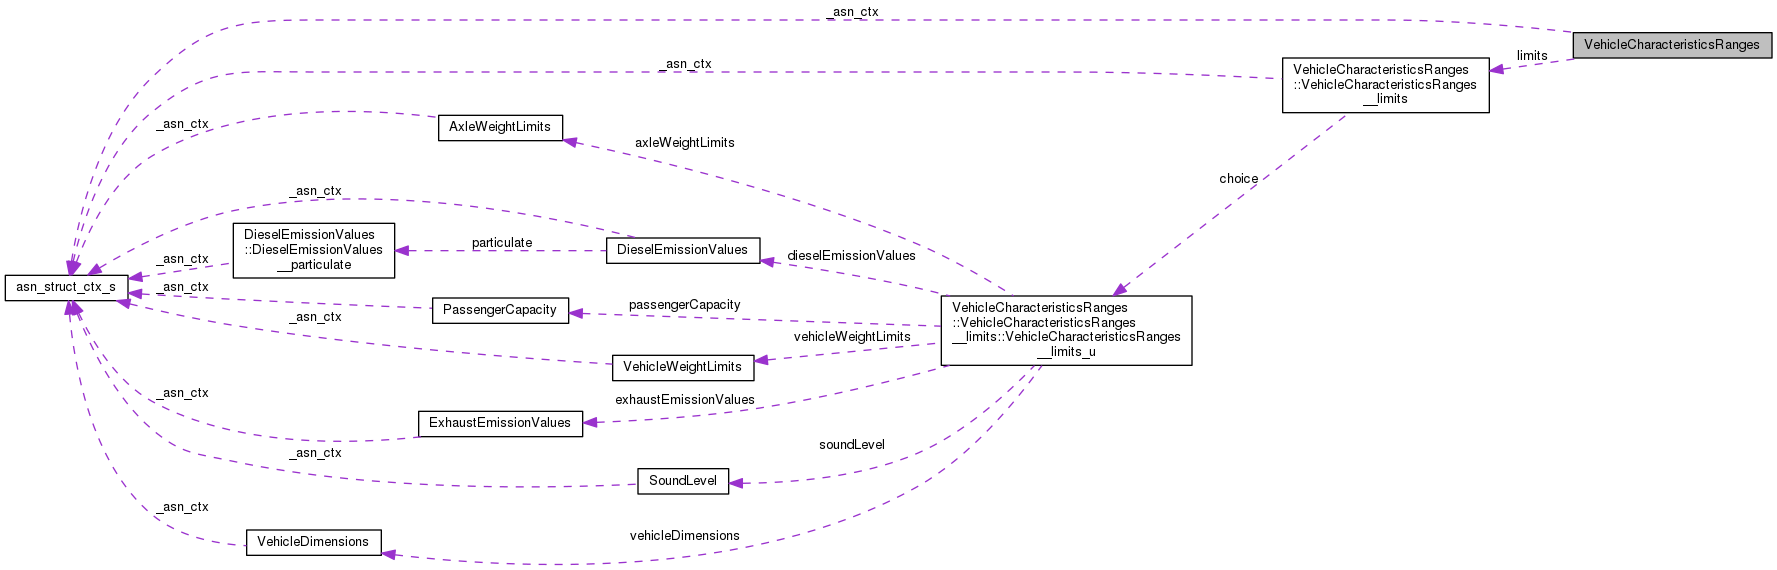 _asn_ctx
VehicleCharacteristicsRanges
limits
_asn_ctx
VehicleCharacteristicsRanges
::VehicleCharacteristicsRanges
__limits
_asn_ctx
AxleWeightLimits
axleWeightLimits
choice
_asn_ctx
DieselEmissionValues
::DieselEmissionValues
__particulate
particulate
DieselEmissionValues
dieselEmissionValues
_asn_ctx
asn_struct_ctx_s
_asn_ctx
PassengerCapacity
passengerCapacity
VehicleCharacteristicsRanges
::VehicleCharacteristicsRanges
__limits::VehicleCharacteristicsRanges
__limits_u
_asn_ctx
vehicleWeightLimits
VehicleWeightLimits
_asn_ctx
exhaustEmissionValues
ExhaustEmissionValues
_asn_ctx
soundLevel
SoundLevel
_asn_ctx
vehicleDimensions
VehicleDimensions